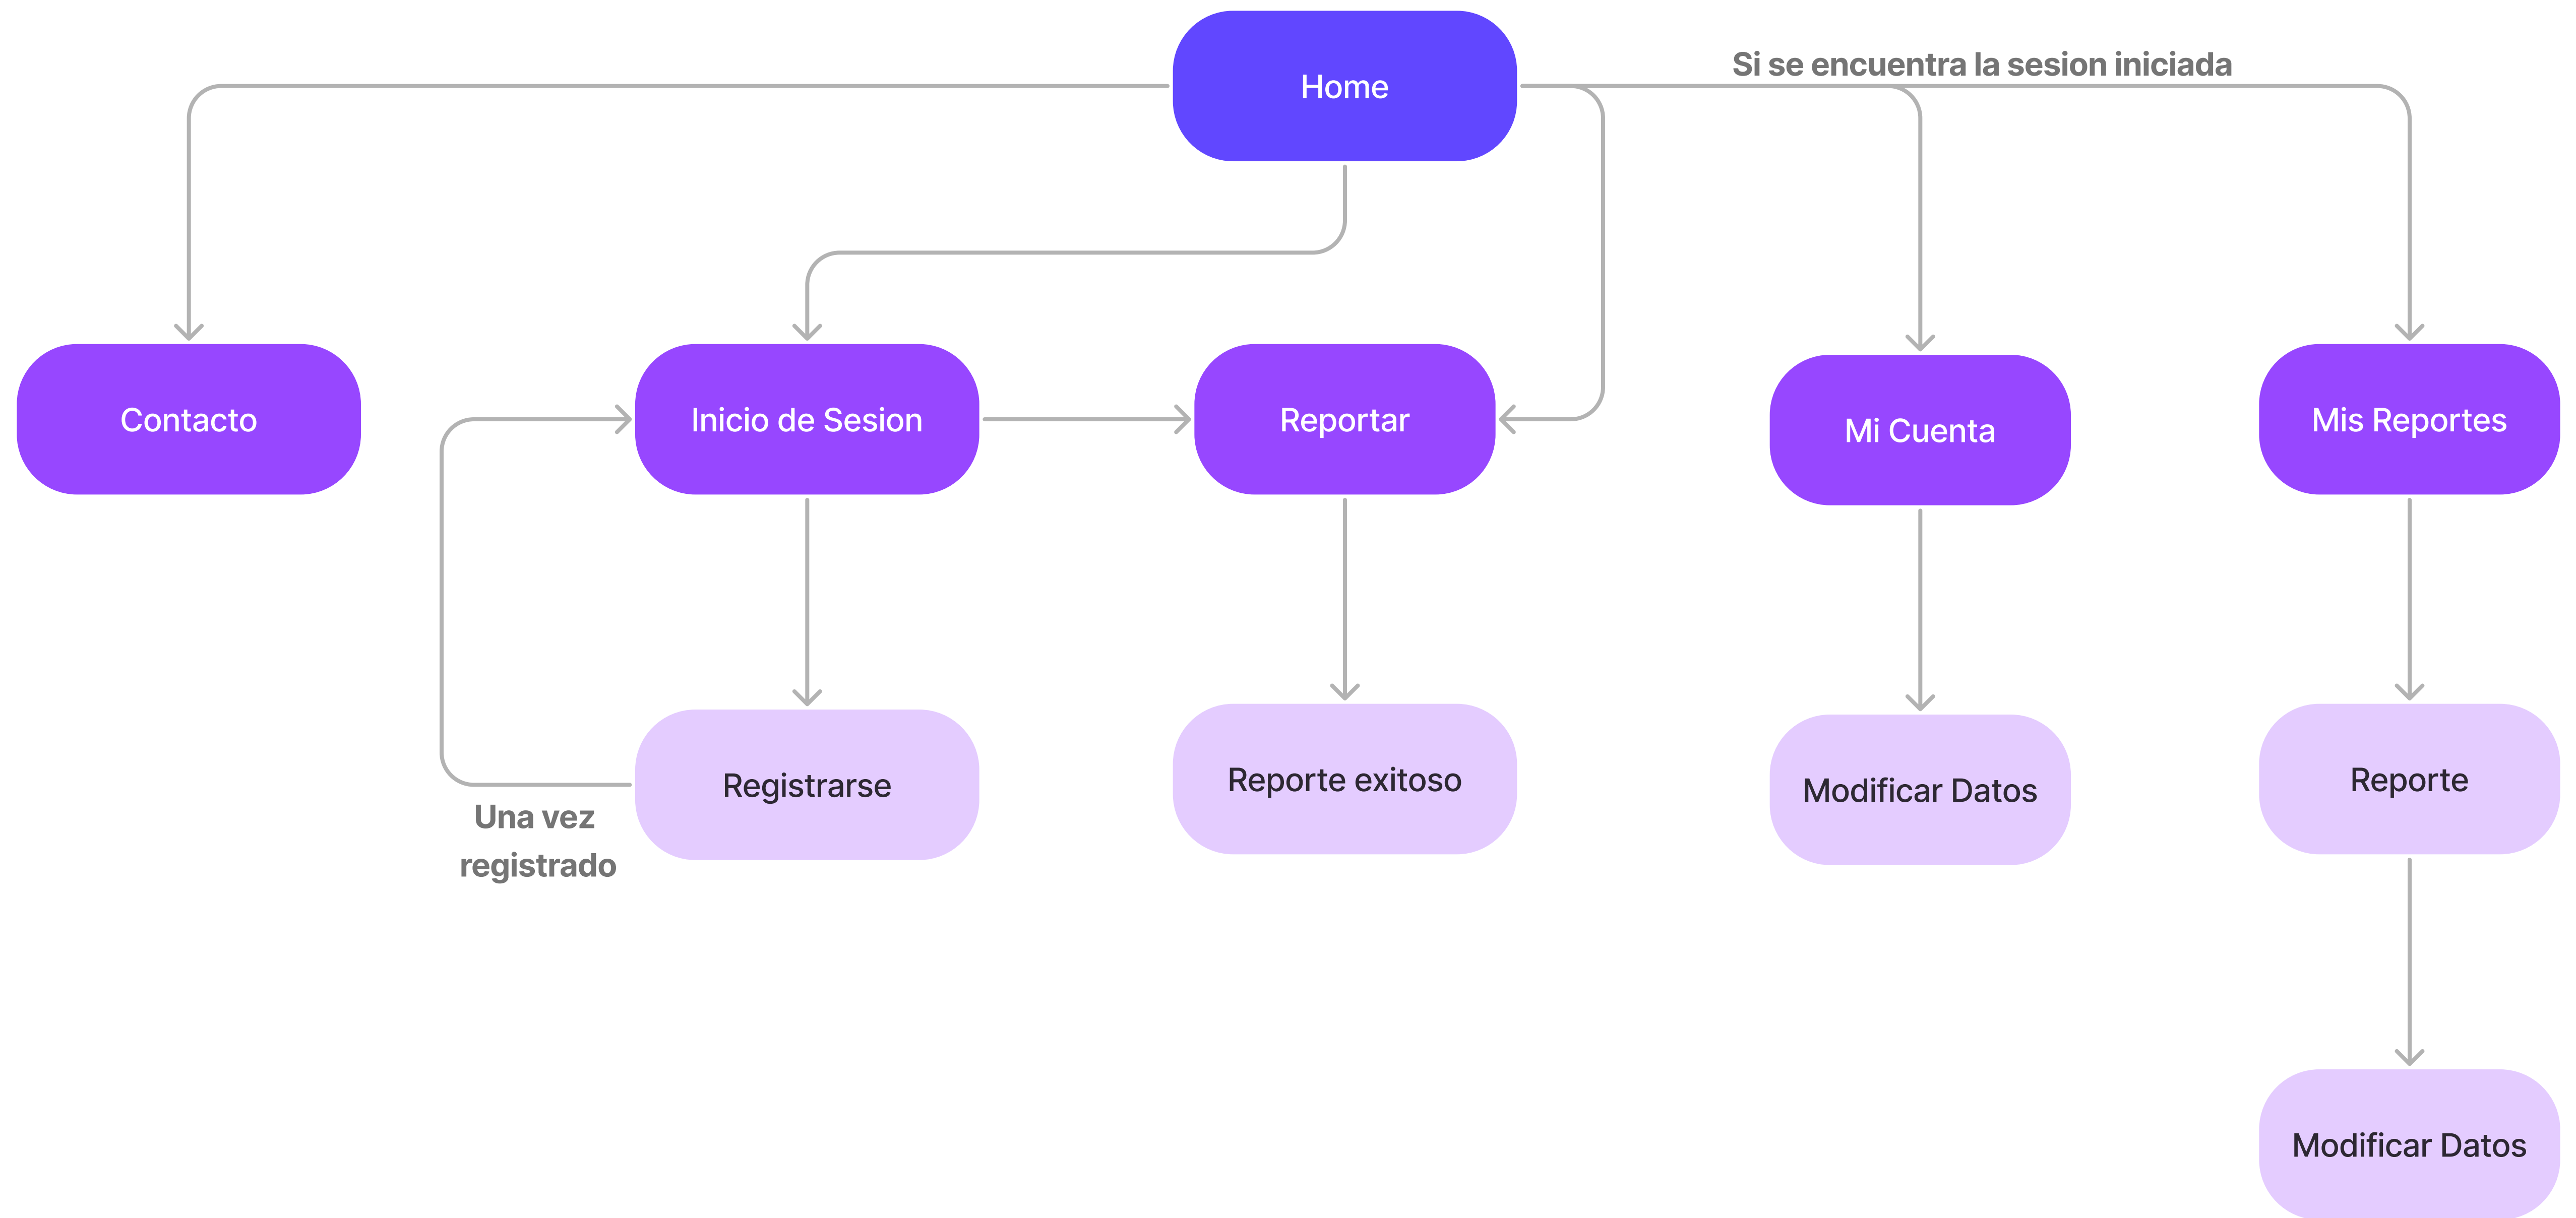 Home
Si se encuentra la sesion iniciada
Contacto
Inicio de Sesion
Reportar
Mi Cuenta
Mis Reportes
Registrarse
Reporte exitoso
Modificar Datos
Reporte
Una vez
registrado
Modificar Datos